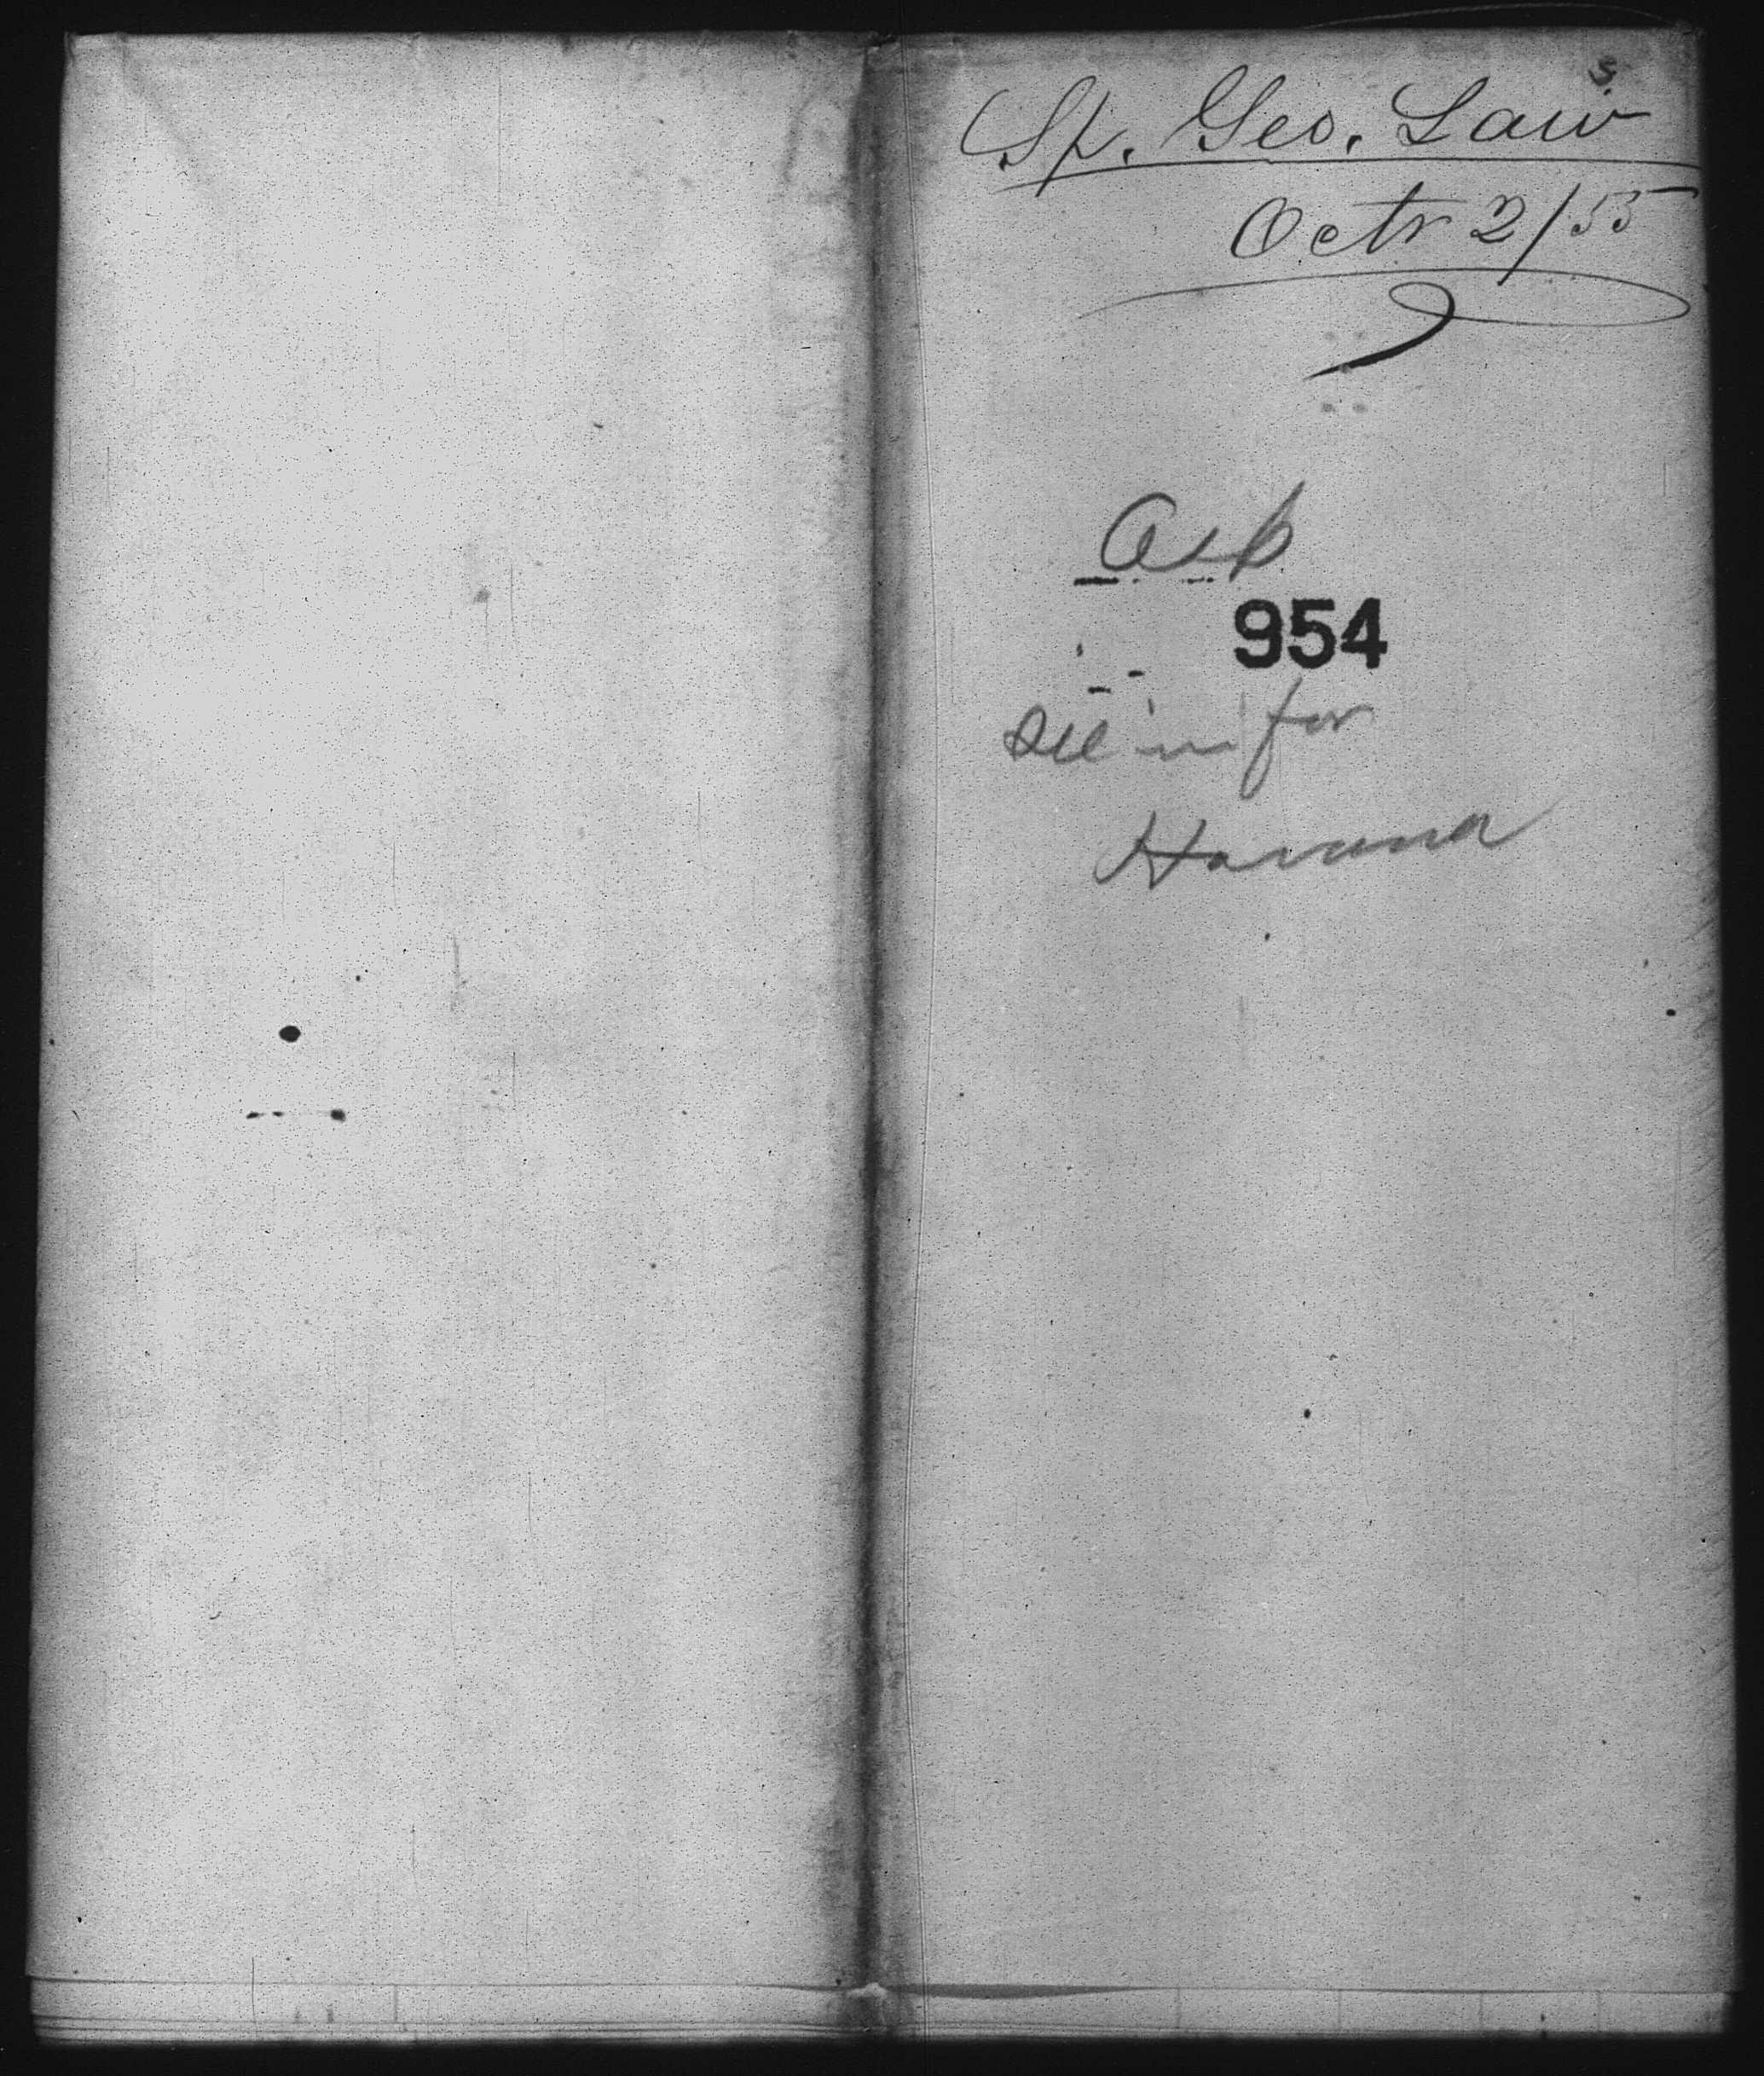 Sp. Geo. Law
Octr 2/55
954
for
Havana